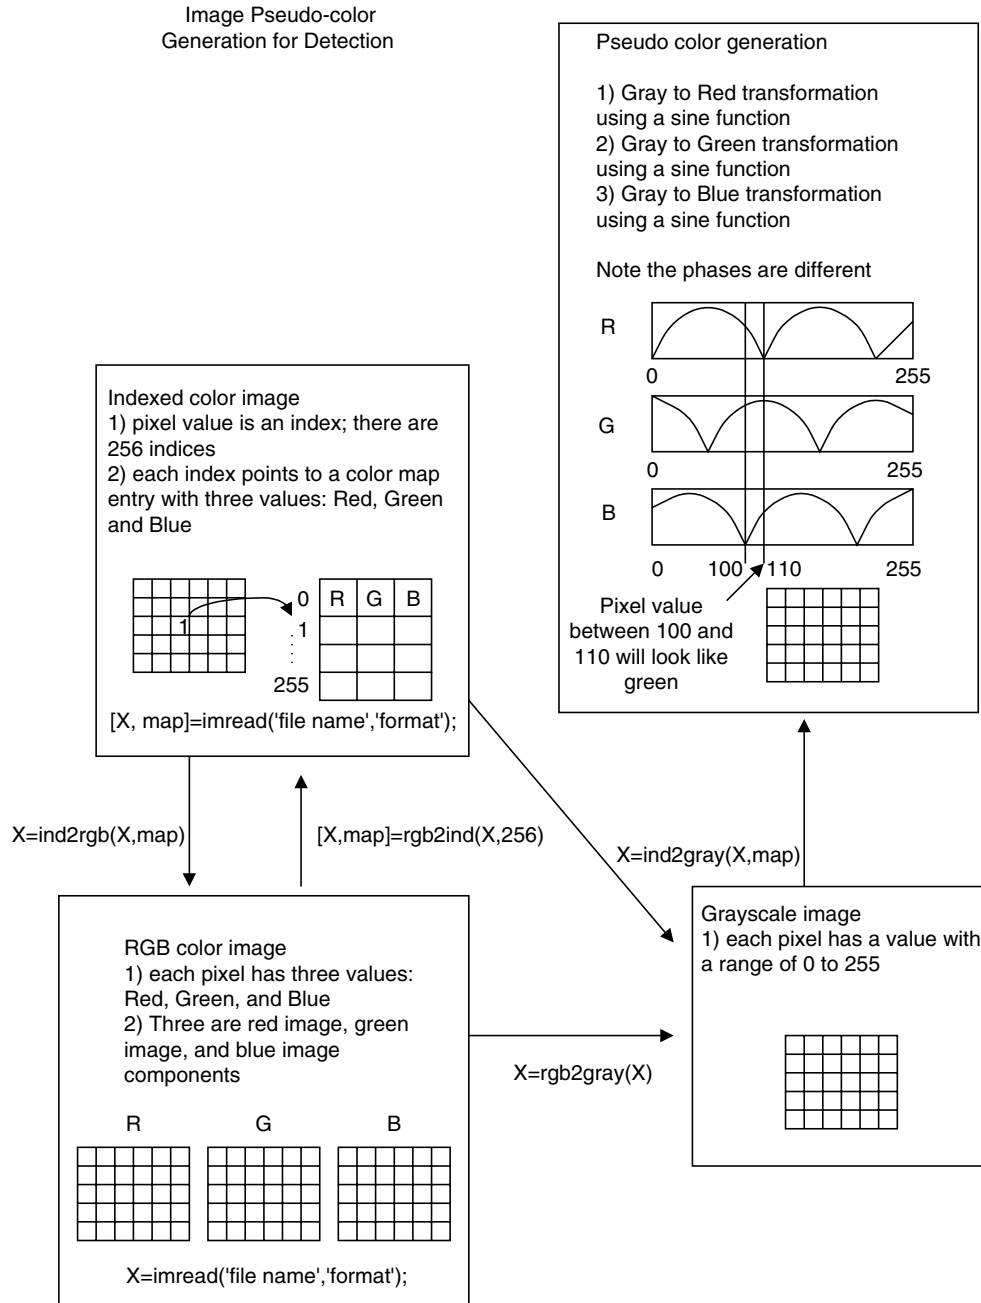 Image Pseudo-color
Generation for Detection
Pseudo color generation
1) Gray to Red transformation
using a sine function
2) Gray to Green transformation
using a sine function
3) Gray to Blue transformation
using a sine function
Note the phases are different
R
0 255
G
0 255
B
0 100 110 255
Pixel value
between 100 and
110 will look like
green
Indexed color image
1) pixel value is an index; there are
256 indices
2) each index points to a color map
entry with three values: Red, Green
and Blue
0 R G B
1 1
255
[X, map]=imread('file name','format');
X=ind2rgb(X,map)
[X,map]=rgb2ind(X,256)
X=ind2gray(X,map)
RGB color image
1) each pixel has three values:
Red, Green, and Blue
2) Three are red image, green
image, and blue image
components
R G B
X=imread('file name','format');
X=rgb2gray(X)
Grayscale image
1) each pixel has a value with
a range of 0 to 255